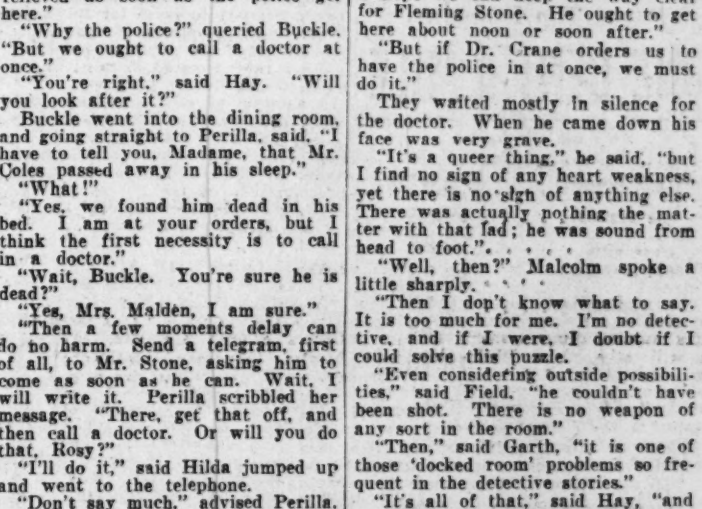 here."
"Why the police?" queried Buckle.
"But we ought to call a doctor at
once."
"You're right," said Hay. "Will
you look after it?"
Buckle went into the dining room,
and going straight to Perilla, said, "I
have to tell you, Madame, that Mr.
Coles passed away in his sleep."
"What!"
"Yes, we found him dead in his
bed. I am at your orders, but I
think the first necessity is to call
in a doctor."
"Wait, Buckle. You're sure he is
dead?"
"Yes, Mrs. Malden, I am sure."
"Then a few moments delay can
do no harm. Send a telegram, first
of all, to Mr. Stone, asking him to
come as soon as he can. Wait, I
will write it. Perilla scribbled her
message. "There, get that off, and
then call a doctor. Or will you do
that, Rosy?"
"I'll do it," said Hilda jumped up
and went to the telephone.
"Don't say much," advised Perilla,
for Fleming Stone. He ought to get
here about noon or soon after."
"But if Dr. Crane orders us to
have the police in at once, we must
do it."
They waited mostly in silence for
the doctor. When he came down his
face was very grave.
"It's a queer thing," he said, "but
I find no sign of any heart weakness,
yet there is no sign of anything else.
There was actually nothing the mat-
ter with that lad; he was sound from
head to foot."
"Well, then?" Malcolm spoke a
little sharply.
"Then I don't know what to say.
It is too much for me. I'm no detec-
tive, and if I were, I doubt if I
could solve this puzzle.
"Even considering outside possibili-
ties," said Field, "he couldn't have
been shot. There is no weapon of
any sort in the room."
"Then," said Garth, "it is one of
those 'docked room' problems so fre-
quent in the detective stories."
"It's all of that," said Hay, "and